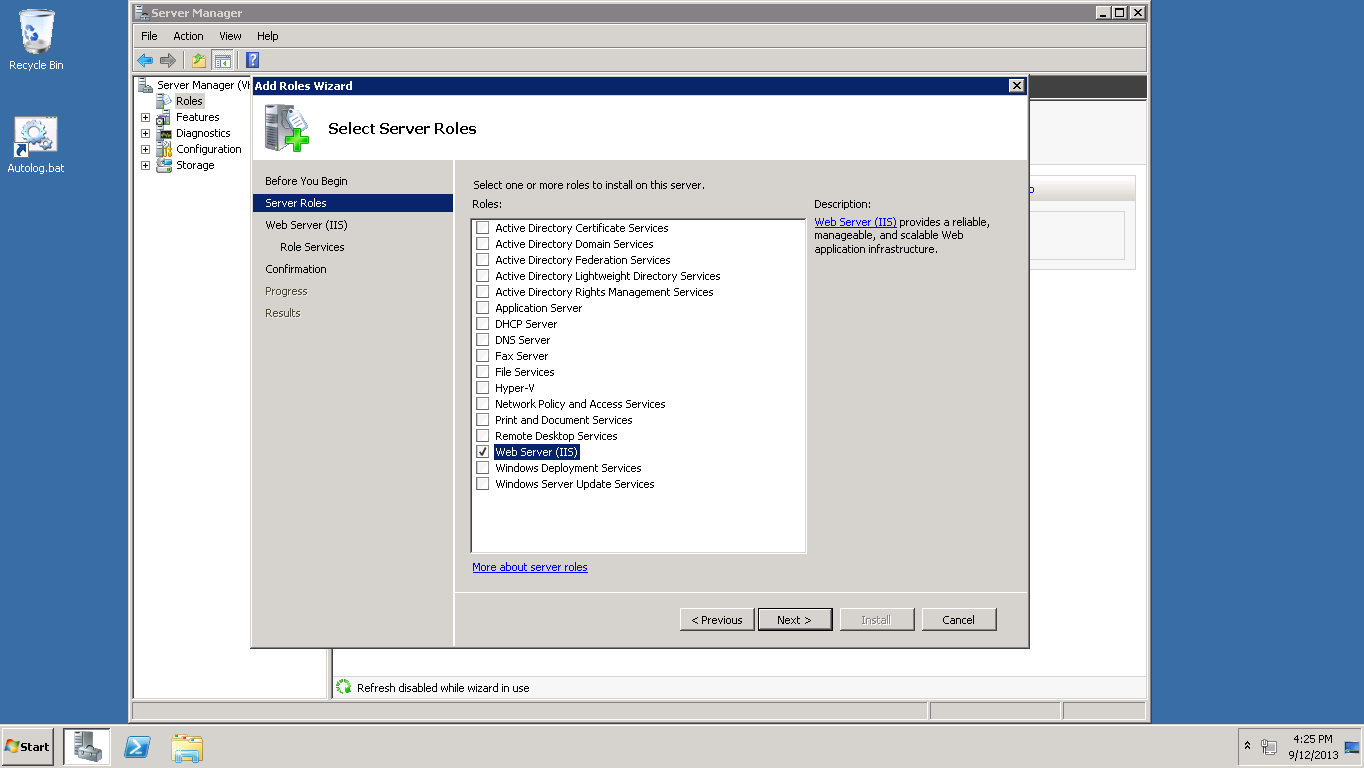 Recycle Bin
Autolog.bat
Server Manager
File Action View Help
Server Manager (VI
Roles
Features
Diagnostics
Configuration
Storage
Add Roles Wizard
Select Server Roles
Before You Begin
Server Roles
Web Server (IIS)
Role Services
Confirmation
Progress
Results
Select one or more roles to install on this server.
Roles:
Active Directory Certificate Services
Active Directory Domain Services
Active Directory Federation Services
Active Directory Lightweight Directory Services
Active Directory Rights Management Services
Application Server
DHCP Server
DNS Server
Fax Server
File Services
Hyper-V
Network Policy and Access Services
Print and Document Services
Remote Desktop Services
Web Server (IIS)
Windows Deployment Services
Windows Server Update Services
More about server roles
Description:
Web Server (IIS) provides a reliable,
manageable, and scalable Web
application infrastructure.
< Previous Next > Install Cancel
Refresh disabled while wizard in use
Start
4:25 PM
9/12/2013